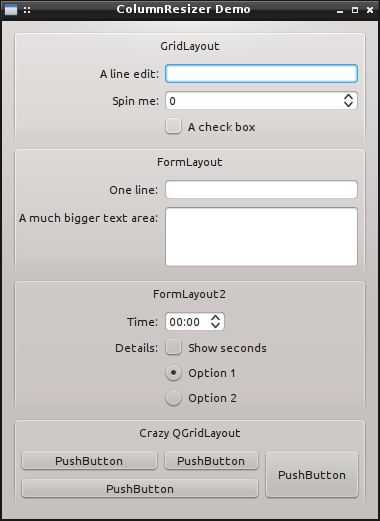 ColumnResizer Demo
GridLayout
A line edit:
Spin me: 0
A check box
FormLayout
One line:
A much bigger text area:
FormLayout2
Time: 00:00
Details: Show seconds
Option 1
Option 2
Crazy QGridLayout
PushButton PushButton
PushButton
PushButton